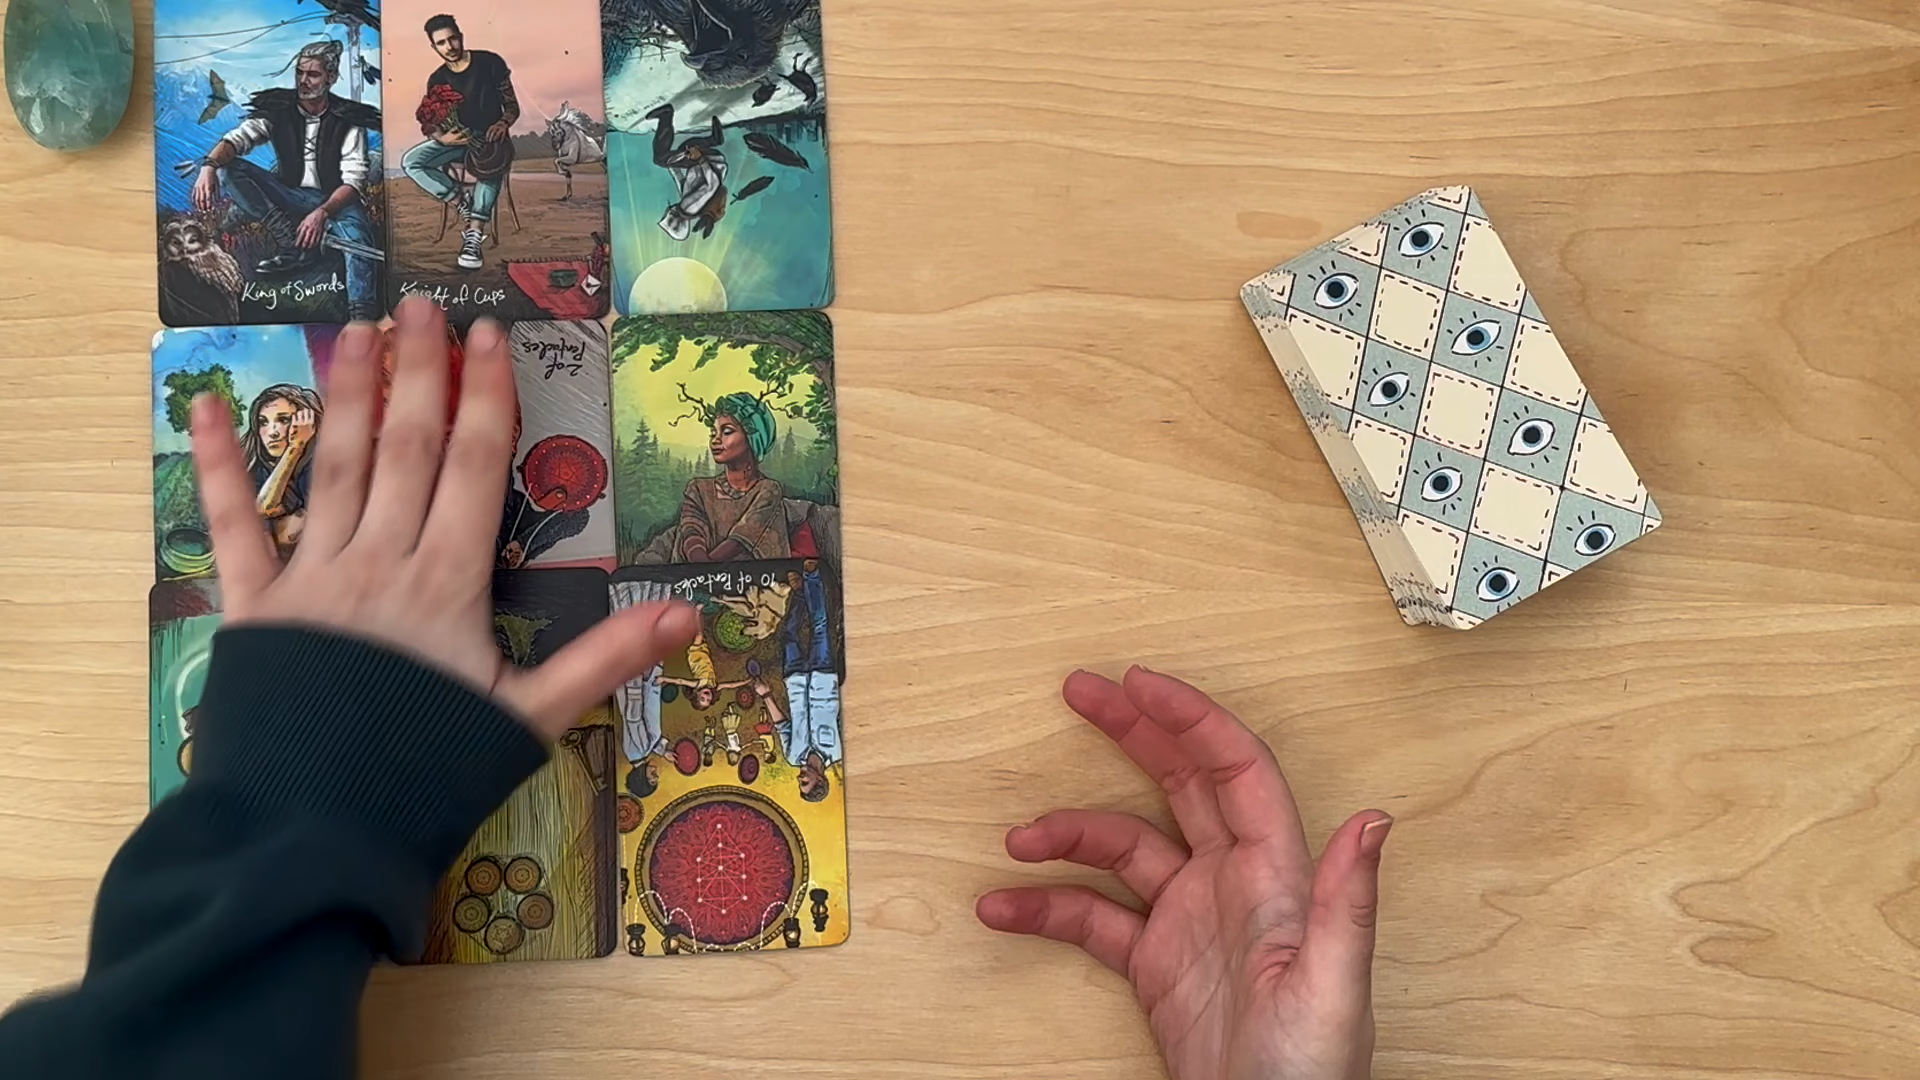 King of Swords
Knight of Cups
2 of
Pentacles
10 of Pentacles